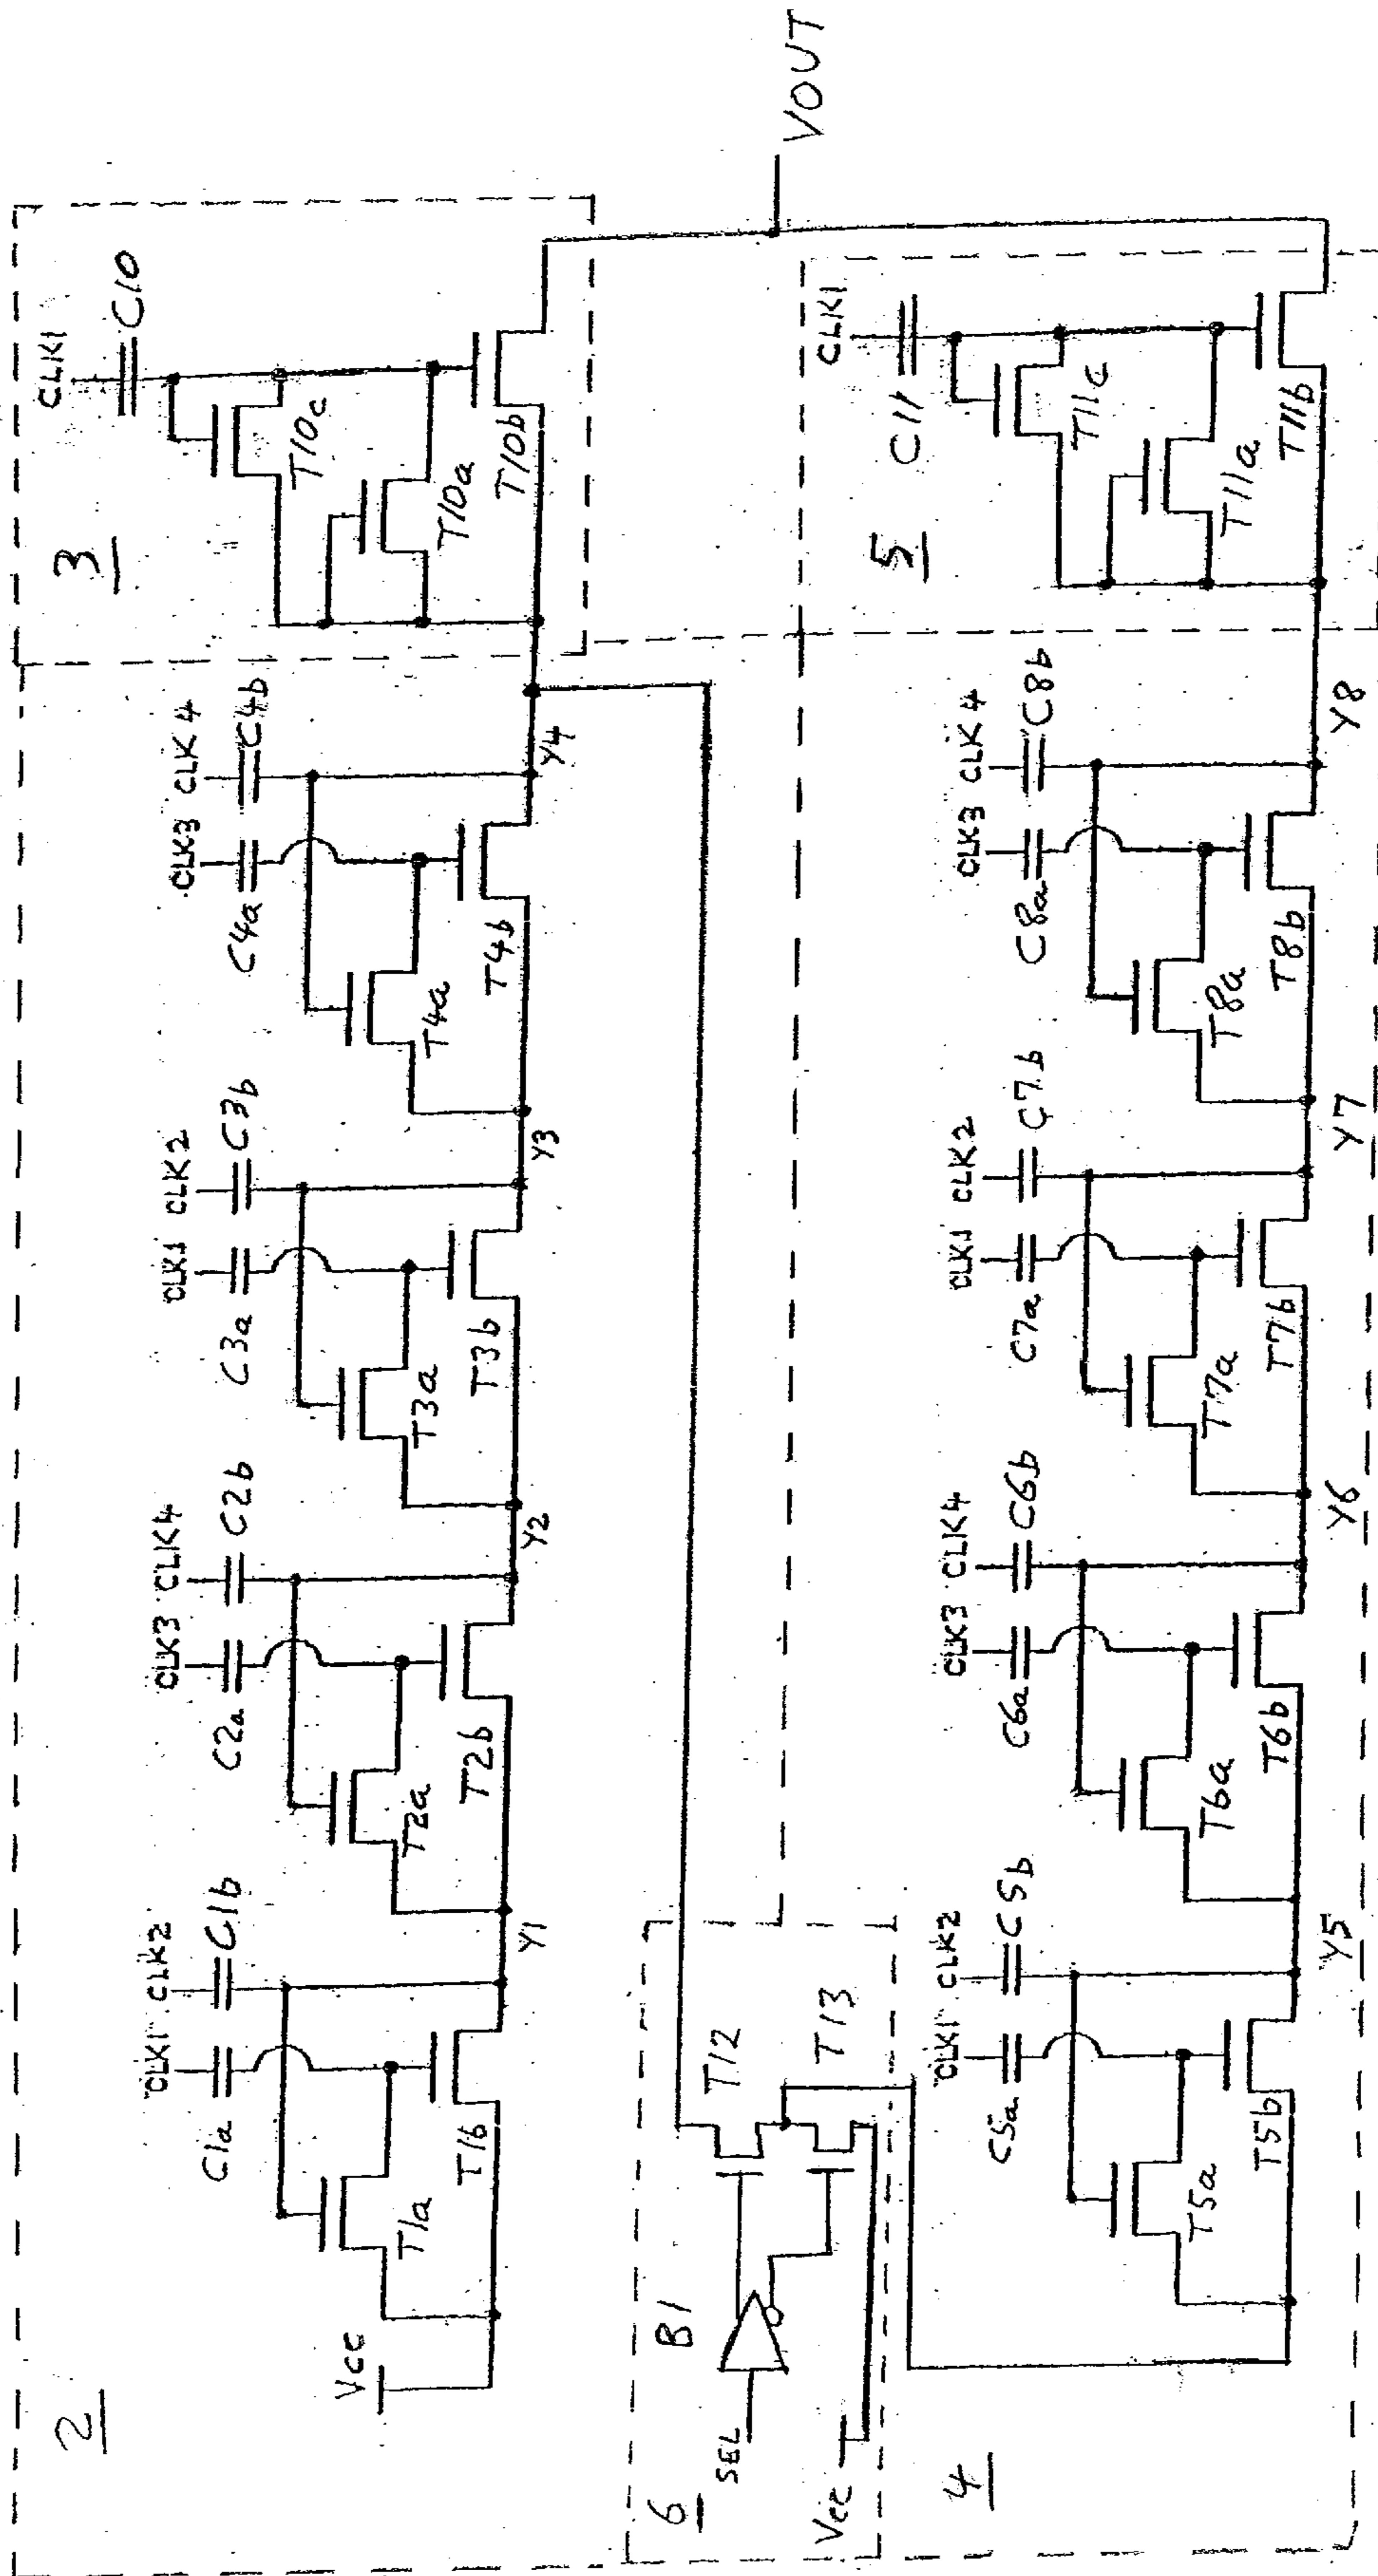 2
Vcc
T1a
T1b
C1a
CLK1
CLK2
C1b
Y1
T2a
T2b
C2a
CLK3
CLK4
C2b
Y2
T3a
T3b
C3a
CLK1
CLK2
C3b
Y3
T4a
T4b
C4a
CLK3
CLK4
C4b
Y4
3
CLK1
C10
T10c
T10a
T10b
VOUT
6
SEL
B1
Vcc
T12
T13
4
T5a
T5b
C5a
CLK1
CLK2
C5b
Y5
T6a
T6b
C6a
CLK3
CLK4
C6b
Y6
T7a
T7b
C7a
CLK1
CLK2
C7b
Y7
T8a
T8b
C8a
CLK3
CLK4
C8b
Y8
5
CLK1
C11
T11c
T11a
T11b